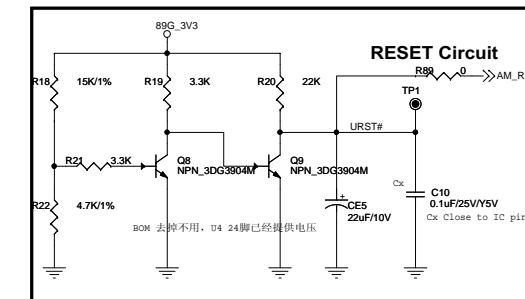 89G_3V3
RESET Circuit
R18 15K/1%
R19 3.3K
R20 22K
R89 0
AM_R
TP1
URST#
R21 3.3K
Q8
NPN_3DG3904M
Q9
NPN_3DG3904M
R22 4.7K/1%
BOM 去掉不用，U4 24脚已经提供电压
+
CE5
22uF/10V
Cx
C10
0.1uF/25V/Y5V
Cx Close to IC pin